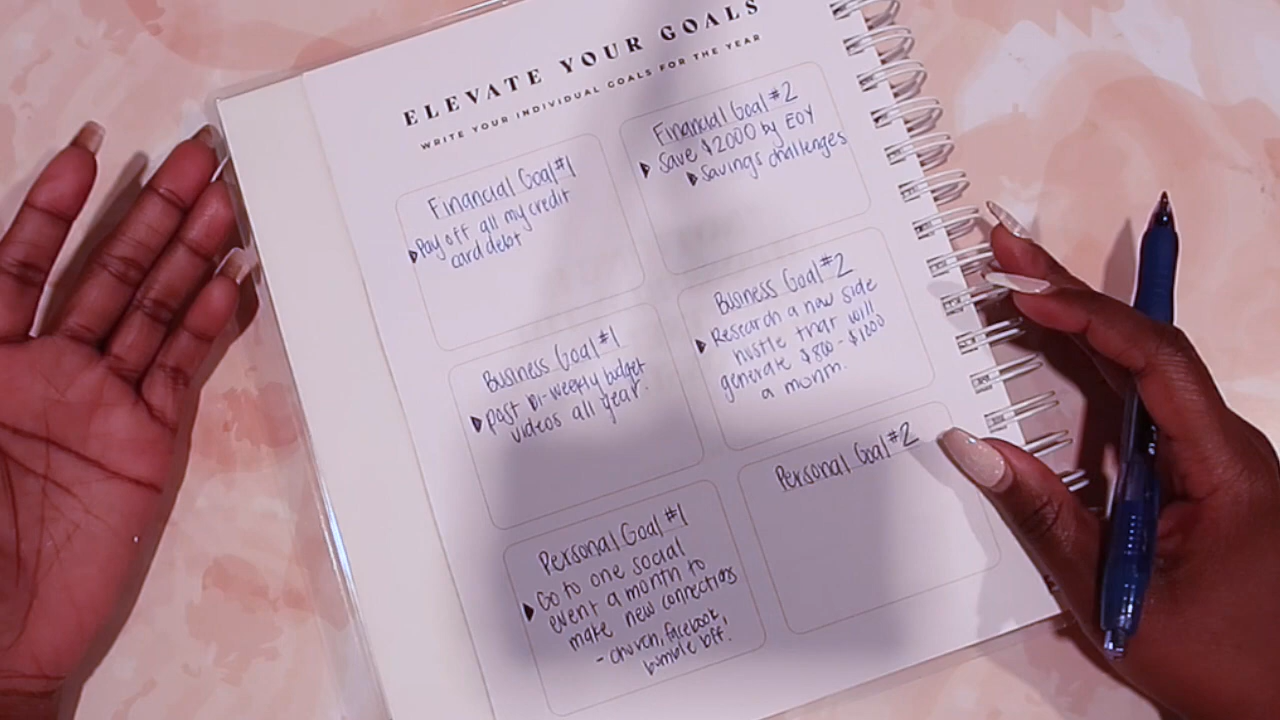 ELEVATE YOUR GOALS
WRITE YOUR INDIVIDUAL GOALS FOR THE YEAR
Financial Goal #1
Pay off all my credit
card debt
Financial Goal #2
Save $2000 by EOY
Savings challenges
Business Goal #1
Post bi-weekly budget
videos all year.
Business Goal #2
Research a new side
hustle that will
generate $800 - $1200
a month.
Personal Goal #1
Go to one social
event a month to
make new connections
- church, facebook,
bumble bff!
Personal Goal #2